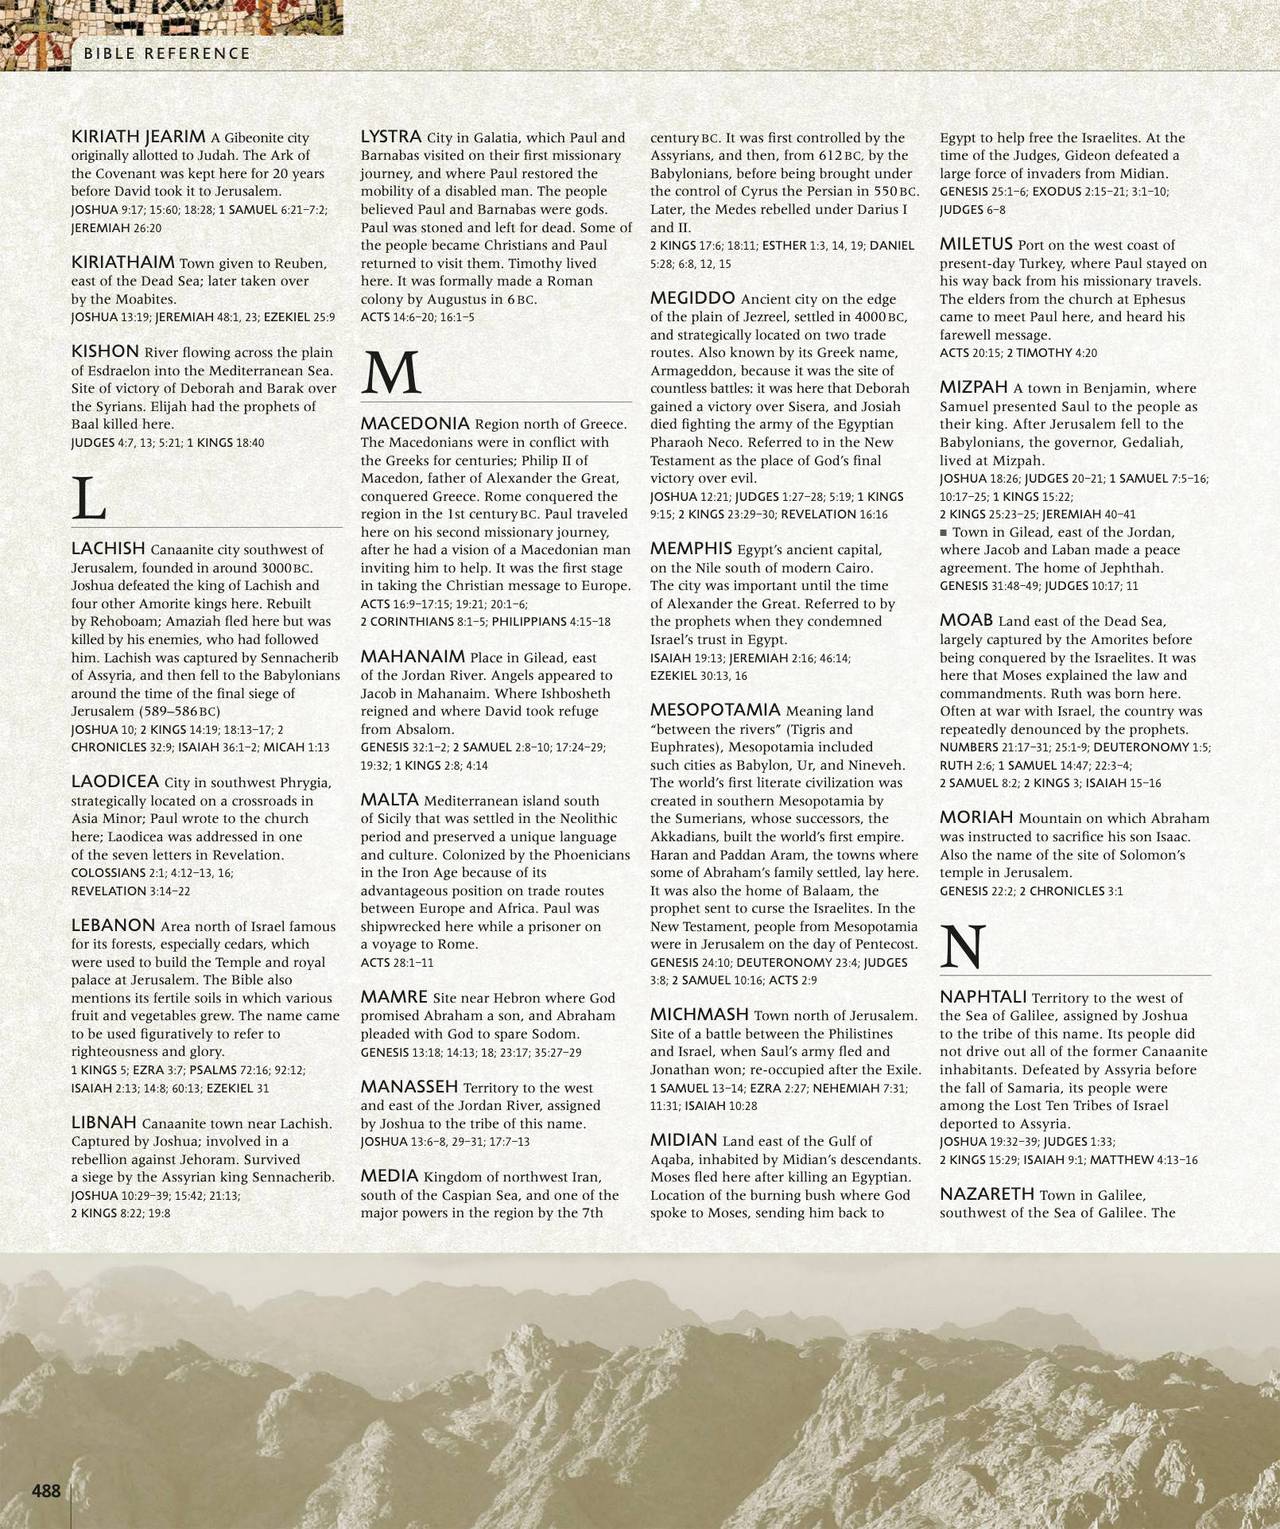 BIBLE REFERENCE
KIRIATH JEARIM A Gibeonite city
originally allotted to Judah. The Ark of
the Covenant was kept here for 20 years
before David took it to Jerusalem.
JOSHUA 9:17; 15:60; 18:28; 1 SAMUEL 6:21–7:2;
JEREMIAH 26:20
KIRIATHAIM Town given to Reuben,
east of the Dead Sea; later taken over
by the Moabites.
JOSHUA 13:19; JEREMIAH 48:1, 23; EZEKIEL 25:9
KISHON River flowing across the plain
of Esdraelon into the Mediterranean Sea.
Site of victory of Deborah and Barak over
the Syrians. Elijah had the prophets of
Baal killed here.
JUDGES 4:7, 13; 5:21; 1 KINGS 18:40
L
LACHISH Canaanite city southwest of
Jerusalem, founded in around 3000 BC.
Joshua defeated the king of Lachish and
four other Amorite kings here. Rebuilt
by Rehoboam; Amaziah fled here but was
killed by his enemies, who had followed
him. Lachish was captured by Sennacherib
of Assyria, and then fell to the Babylonians
around the time of the final siege of
Jerusalem (589–586 BC)
JOSHUA 10; 2 KINGS 14:19; 18:13–17; 2
CHRONICLES 32:9; ISAIAH 36:1–2; MICAH 1:13
LAODICEA City in southwest Phrygia,
strategically located on a crossroads in
Asia Minor; Paul wrote to the church
here; Laodicea was addressed in one
of the seven letters in Revelation.
COLOSSIANS 2:1; 4:12–13, 16;
REVELATION 3:14–22
LEBANON Area north of Israel famous
for its forests, especially cedars, which
were used to build the Temple and royal
palace at Jerusalem. The Bible also
mentions its fertile soils in which various
fruit and vegetables grew. The name came
to be used figuratively to refer to
righteousness and glory.
1 KINGS 5; EZRA 3:7; PSALMS 72:16; 92:12;
ISAIAH 2:13; 14:8; 60:13; EZEKIEL 31
LIBNAH Canaanite town near Lachish.
Captured by Joshua; involved in a
rebellion against Jehoram. Survived
a siege by the Assyrian king Sennacherib.
JOSHUA 10:29–39; 15:42; 21:13;
2 KINGS 8:22; 19:8
LYSTRA City in Galatia, which Paul and
Barnabas visited on their first missionary
journey, and where Paul restored the
mobility of a disabled man. The people
believed Paul and Barnabas were gods.
Paul was stoned and left for dead. Some of
the people became Christians and Paul
returned to visit them. Timothy lived
here. It was formally made a Roman
colony by Augustus in 6 BC.
ACTS 14:6–20; 16:1–5
M
MACEDONIA Region north of Greece.
The Macedonians were in conflict with
the Greeks for centuries; Philip II of
Macedon, father of Alexander the Great,
conquered Greece. Rome conquered the
region in the 1st century BC. Paul traveled
here on his second missionary journey,
after he had a vision of a Macedonian man
inviting him to help. It was the first stage
in taking the Christian message to Europe.
ACTS 16:9–17:15; 19:21; 20:1–6;
2 CORINTHIANS 8:1–5; PHILIPPIANS 4:15–18
MAHANAIM Place in Gilead, east
of the Jordan River. Angels appeared to
Jacob in Mahanaim. Where Ishbosheth
reigned and where David took refuge
from Absalom.
GENESIS 32:1–2; 2 SAMUEL 2:8–10; 17:24–29;
19:32; 1 KINGS 2:8; 4:14
MALTA Mediterranean island south
of Sicily that was settled in the Neolithic
period and preserved a unique language
and culture. Colonized by the Phoenicians
in the Iron Age because of its
advantageous position on trade routes
between Europe and Africa. Paul was
shipwrecked here while a prisoner on
a voyage to Rome.
ACTS 28:1–11
MAMRE Site near Hebron where God
promised Abraham a son, and Abraham
pleaded with God to spare Sodom.
GENESIS 13:18; 14:13; 18; 23:17; 35:27–29
MANASSEH Territory to the west
and east of the Jordan River, assigned
by Joshua to the tribe of this name.
JOSHUA 13:6–8, 29–31; 17:7–13
MEDIA Kingdom of northwest Iran,
south of the Caspian Sea, and one of the
major powers in the region by the 7th
century BC. It was first controlled by the
Assyrians, and then, from 612 BC, by the
Babylonians, before being brought under
the control of Cyrus the Persian in 550 BC.
Later, the Medes rebelled under Darius I
and II.
2 KINGS 17:6; 18:11; ESTHER 1:3, 14, 19; DANIEL
5:28; 6:8, 12, 15
MEGIDDO Ancient city on the edge
of the plain of Jezreel, settled in 4000 BC,
and strategically located on two trade
routes. Also known by its Greek name,
Armageddon, because it was the site of
countless battles: it was here that Deborah
gained a victory over Sisera, and Josiah
died fighting the army of the Egyptian
Pharaoh Neco. Referred to in the New
Testament as the place of God's final
victory over evil.
JOSHUA 12:21; JUDGES 1:27–28; 5:19; 1 KINGS
9:15; 2 KINGS 23:29–30; REVELATION 16:16
MEMPHIS Egypt's ancient capital,
on the Nile south of modern Cairo.
The city was important until the time
of Alexander the Great. Referred to by
the prophets when they condemned
Israel's trust in Egypt.
ISAIAH 19:13; JEREMIAH 2:16; 46:14;
EZEKIEL 30:13, 16
MESOPOTAMIA Meaning land
"between the rivers" (Tigris and
Euphrates), Mesopotamia included
such cities as Babylon, Ur, and Nineveh.
The world's first literate civilization was
created in southern Mesopotamia by
the Sumerians, whose successors, the
Akkadians, built the world's first empire.
Haran and Paddan Aram, the towns where
some of Abraham's family settled, lay here.
It was also the home of Balaam, the
prophet sent to curse the Israelites. In the
New Testament, people from Mesopotamia
were in Jerusalem on the day of Pentecost.
GENESIS 24:10; DEUTERONOMY 23:4; JUDGES
3:8; 2 SAMUEL 10:16; ACTS 2:9
MICHMASH Town north of Jerusalem.
Site of a battle between the Philistines
and Israel, when Saul's army fled and
Jonathan won; re-occupied after the Exile.
1 SAMUEL 13–14; EZRA 2:27; NEHEMIAH 7:31;
11:31; ISAIAH 10:28
MIDIAN Land east of the Gulf of
Aqaba, inhabited by Midian's descendants.
Moses fled here after killing an Egyptian.
Location of the burning bush where God
spoke to Moses, sending him back to
Egypt to help free the Israelites. At the
time of the Judges, Gideon defeated a
large force of invaders from Midian.
GENESIS 25:1–6; EXODUS 2:15–21; 3:1–10;
JUDGES 6–8
MILETUS Port on the west coast of
present-day Turkey, where Paul stayed on
his way back from his missionary travels.
The elders from the church at Ephesus
came to meet Paul here, and heard his
farewell message.
ACTS 20:15; 2 TIMOTHY 4:20
MIZPAH A town in Benjamin, where
Samuel presented Saul to the people as
their king. After Jerusalem fell to the
Babylonians, the governor, Gedaliah,
lived at Mizpah.
JOSHUA 18:26; JUDGES 20–21; 1 SAMUEL 7:5–16;
10:17–25; 1 KINGS 15:22;
2 KINGS 25:23–25; JEREMIAH 40–41
■ Town in Gilead, east of the Jordan,
where Jacob and Laban made a peace
agreement. The home of Jephthah.
GENESIS 31:48–49; JUDGES 10:17; 11
MOAB Land east of the Dead Sea,
largely captured by the Amorites before
being conquered by the Israelites. It was
here that Moses explained the law and
commandments. Ruth was born here.
Often at war with Israel, the country was
repeatedly denounced by the prophets.
NUMBERS 21:17–31; 25:1-9; DEUTERONOMY 1:5;
RUTH 2:6; 1 SAMUEL 14:47; 22:3–4;
2 SAMUEL 8:2; 2 KINGS 3; ISAIAH 15–16
MORIAH Mountain on which Abraham
was instructed to sacrifice his son Isaac.
Also the name of the site of Solomon's
temple in Jerusalem.
GENESIS 22:2; 2 CHRONICLES 3:1
N
NAPHTALI Territory to the west of
the Sea of Galilee, assigned by Joshua
to the tribe of this name. Its people did
not drive out all of the former Canaanite
inhabitants. Defeated by Assyria before
the fall of Samaria, its people were
among the Lost Ten Tribes of Israel
deported to Assyria.
JOSHUA 19:32–39; JUDGES 1:33;
2 KINGS 15:29; ISAIAH 9:1; MATTHEW 4:13–16
NAZARETH Town in Galilee,
southwest of the Sea of Galilee. The
488